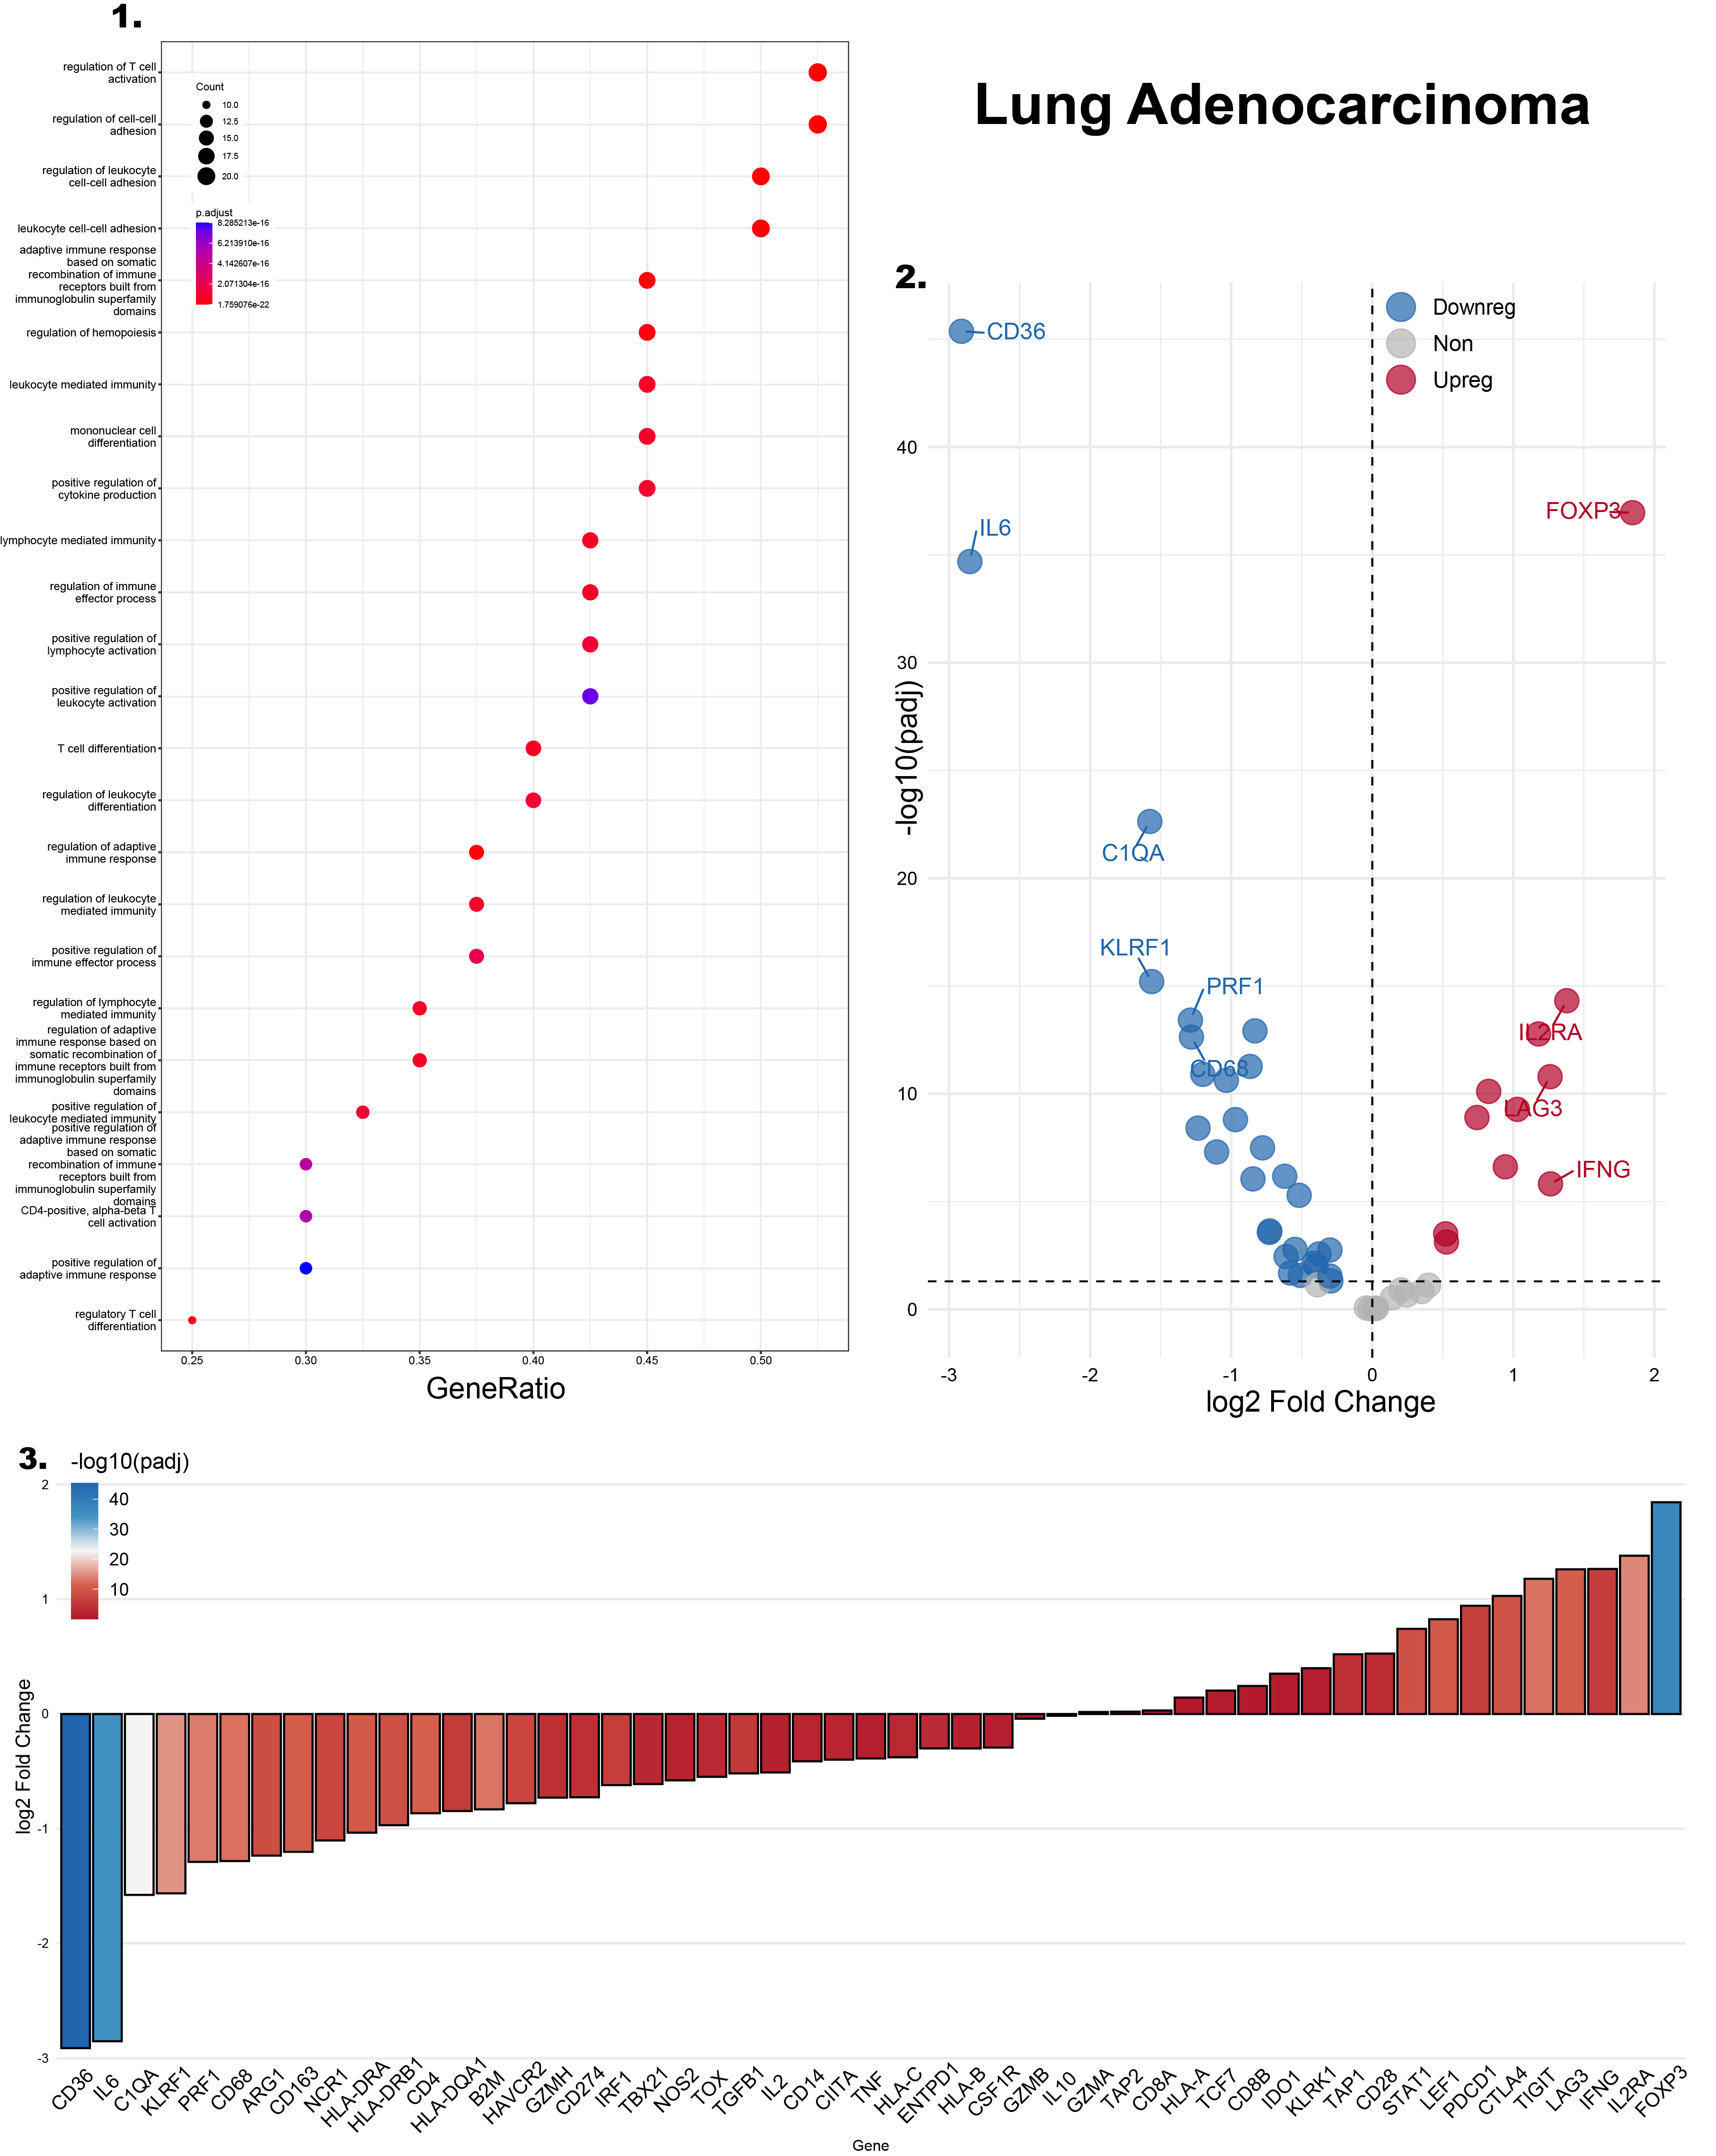 1.
regulation of T cell
activation
regulation of cell-cell
adhesion
regulation of leukocyte
cell-cell adhesion
leukocyte cell-cell adhesion
adaptive immune response
based on somatic
recombination of immune
receptors built from
immunoglobulin superfamily
domains
regulation of hemopoiesis
leukocyte mediated immunity
mononuclear cell
differentiation
positive regulation of
cytokine production
lymphocyte mediated immunity
regulation of immune
effector process
positive regulation of
lymphocyte activation
positive regulation of
leukocyte activation
T cell differentiation
regulation of leukocyte
differentiation
regulation of adaptive
immune response
regulation of leukocyte
mediated immunity
positive regulation of
immune effector process
regulation of lymphocyte
mediated immunity
regulation of adaptive
immune response based on
somatic recombination of
immune receptors built from
immunoglobulin superfamily
domains
positive regulation of
leukocyte mediated immunity
positive regulation of
adaptive immune response
based on somatic
recombination of immune
receptors built from
immunoglobulin superfamily
domains
CD4-positive, alpha-beta T
cell activation
positive regulation of
adaptive immune response
regulatory T cell
differentiation
Count
10.0
12.5
15.0
17.5
20.0
p.adjust
8.285213e-16
6.213910e-16
4.142607e-16
2.071304e-16
1.759076e-22
0.25
0.30
0.35
0.40
0.45
0.50
GeneRatio
Lung Adenocarcinoma
2.
Downreg
Non
Upreg
CD36
IL6
FOXP3
C1QA
KLRF1
PRF1
CD68
IL2RA
LAG3
IFNG
40
30
20
10
0
-log10(padj)
-3
-2
-1
0
1
2
log2 Fold Change
3.
-log10(padj)
40
30
20
10
2
1
0
-1
-2
-3
log2 Fold Change
CD36
IL6
C1QA
KLRF1
PRF1
CD68
ARG1
CD163
NCR1
HLA-DRA
HLA-DRB1
CD4
HLA-DQA1
B2M
HAVCR2
GZMH
CD274
IRF1
TBX21
NOS2
TOX
TGFB1
IL2
CD14
CIITA
TNF
HLA-C
ENTPD1
HLA-B
CSF1R
GZMB
IL10
GZMA
TAP2
CD8A
HLA-A
TCF7
CD8B
IDO1
KLRK1
TAP1
CD28
STAT1
LEF1
PDCD1
CTLA4
TIGIT
LAG3
IFNG
IL2RA
FOXP3
Gene